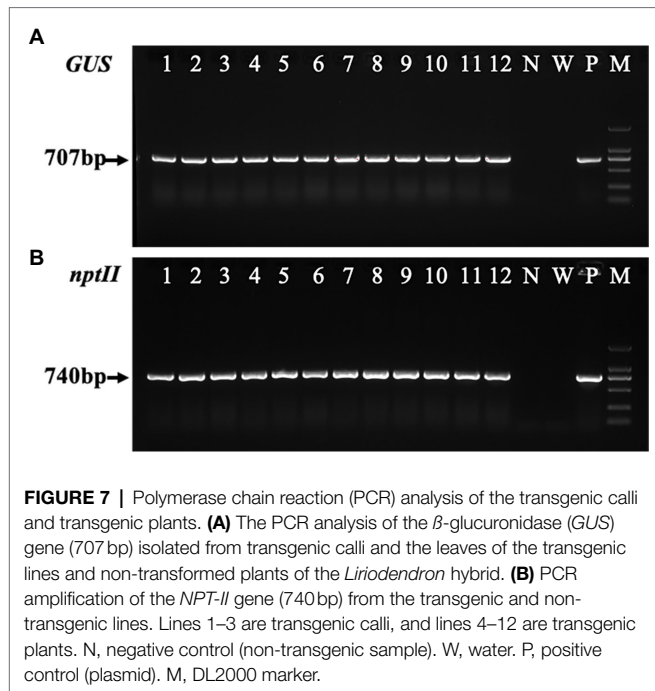 A
GUS 1 2 3 4 5 6 7 8 9 10 11 12 N W P M
707bp
B
nptII 1 2 3 4 5 6 7 8 9 10 11 12 N W P M
740bp
FIGURE 7 | Polymerase chain reaction (PCR) analysis of the transgenic calli
and transgenic plants. (A) The PCR analysis of the ß-glucuronidase (GUS)
gene (707 bp) isolated from transgenic calli and the leaves of the transgenic
lines and non-transformed plants of the Liriodendron hybrid. (B) PCR
amplification of the NPT-II gene (740 bp) from the transgenic and non-
transgenic lines. Lines 1–3 are transgenic calli, and lines 4–12 are transgenic
plants. N, negative control (non-transgenic sample). W, water. P, positive
control (plasmid). M, DL2000 marker.